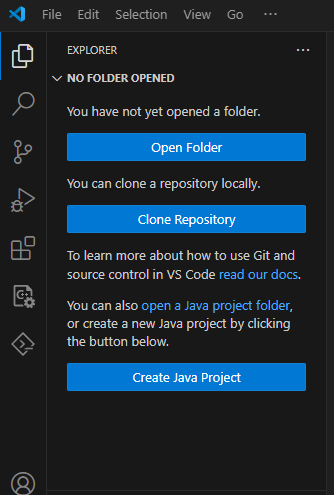 File Edit Selection View Go ···
EXPLORER ···
NO FOLDER OPENED
You have not yet opened a folder.
Open Folder
You can clone a repository locally.
Clone Repository
To learn more about how to use Git and
source control in VS Code read our docs.
You can also open a Java project folder,
or create a new Java project by clicking
the button below.
Create Java Project